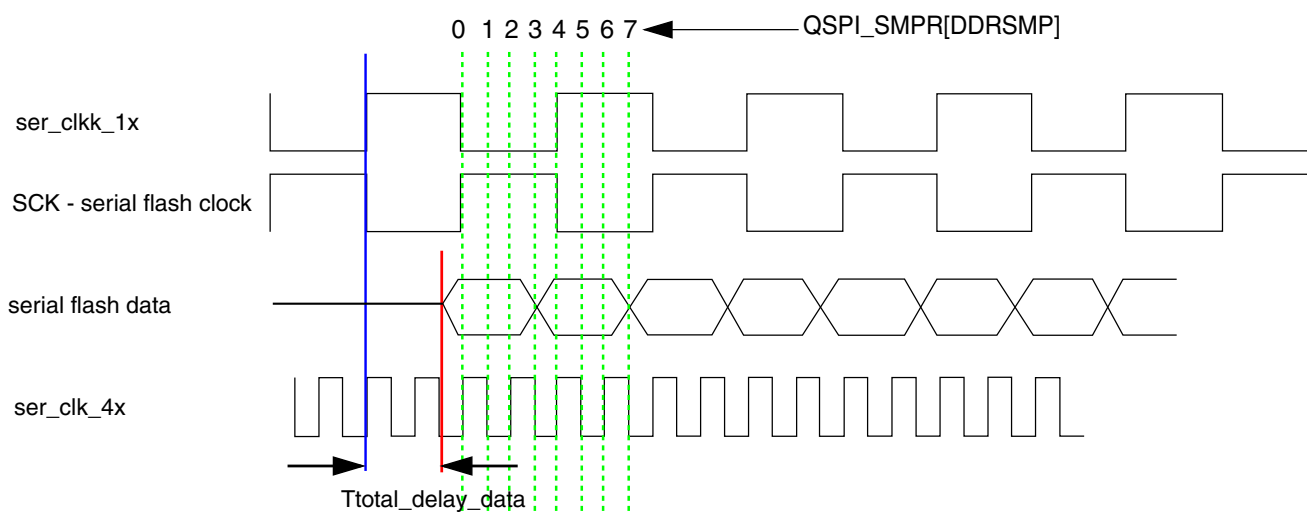 0 1 2 3 4 5 6 7 QSPI_SMPR[DDRSMP]
ser_clkk_1x
SCK - serial flash clock
serial flash data
ser_clk_4x
Ttotal_delay_data